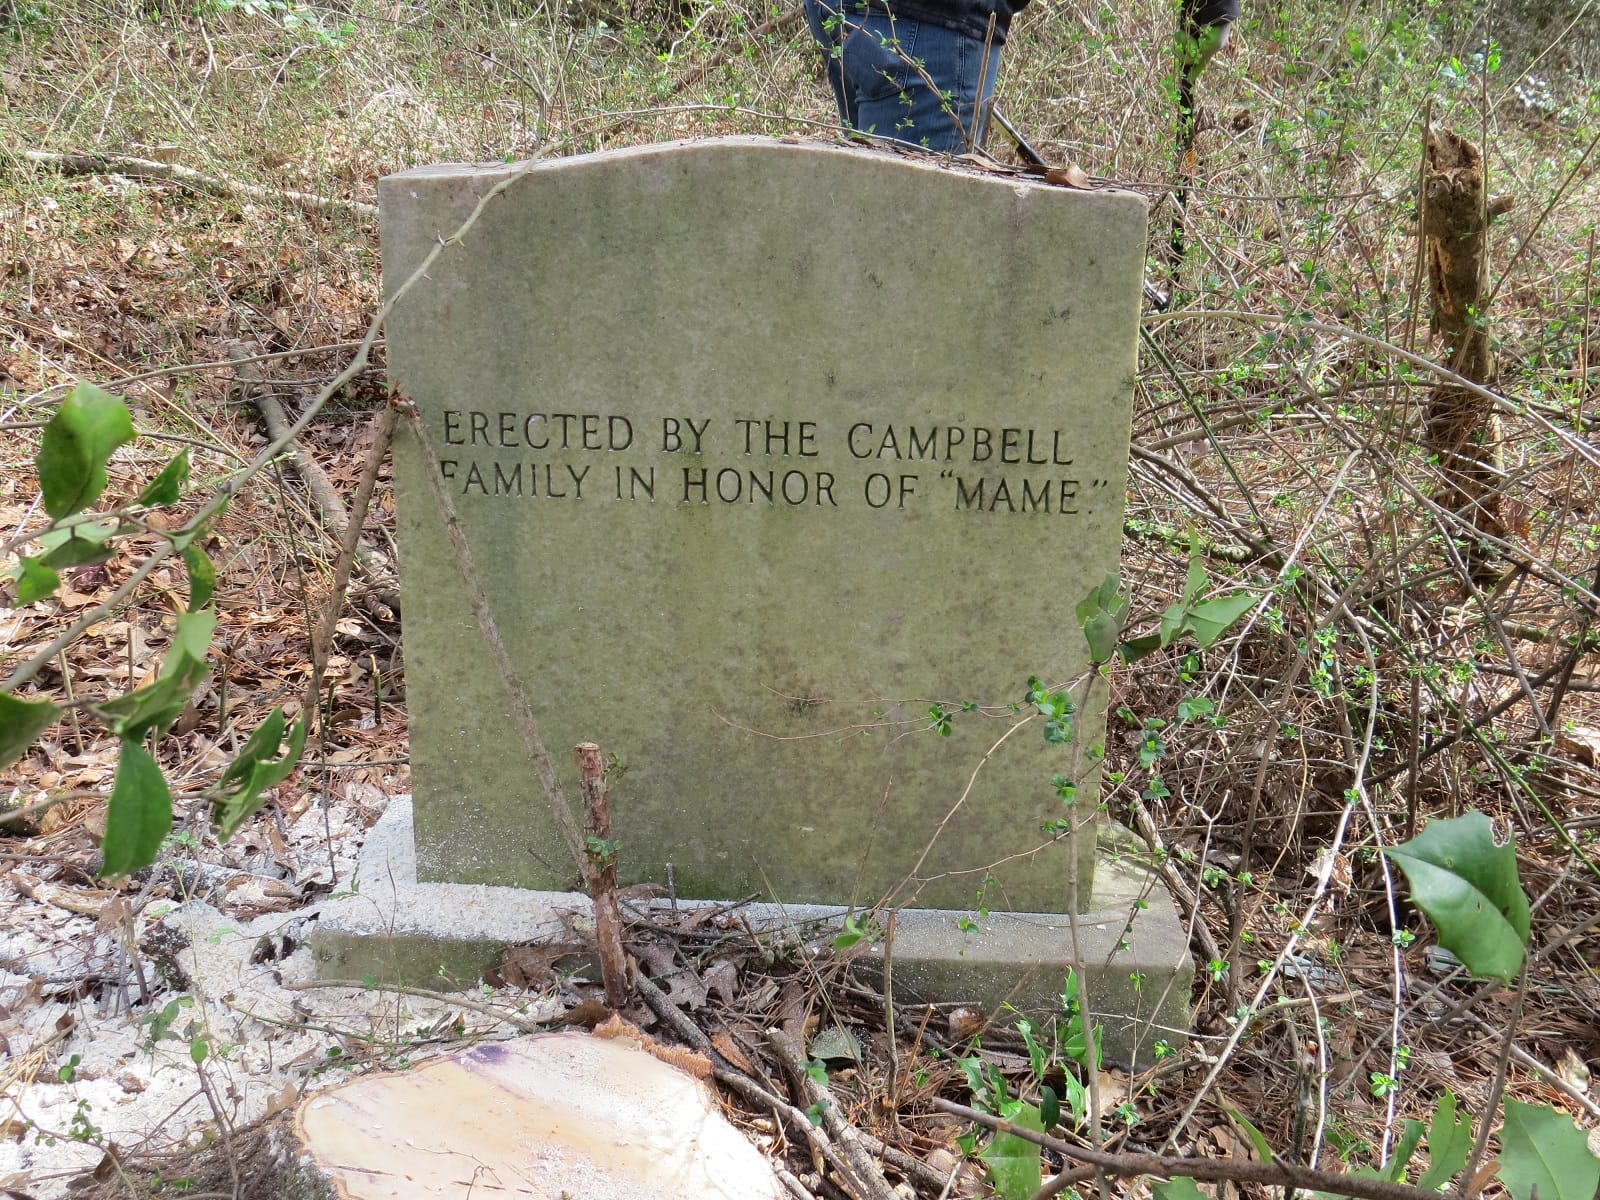 ERECTED BY THE CAMPBELL
FAMILY IN HONOR OF “MAME.”